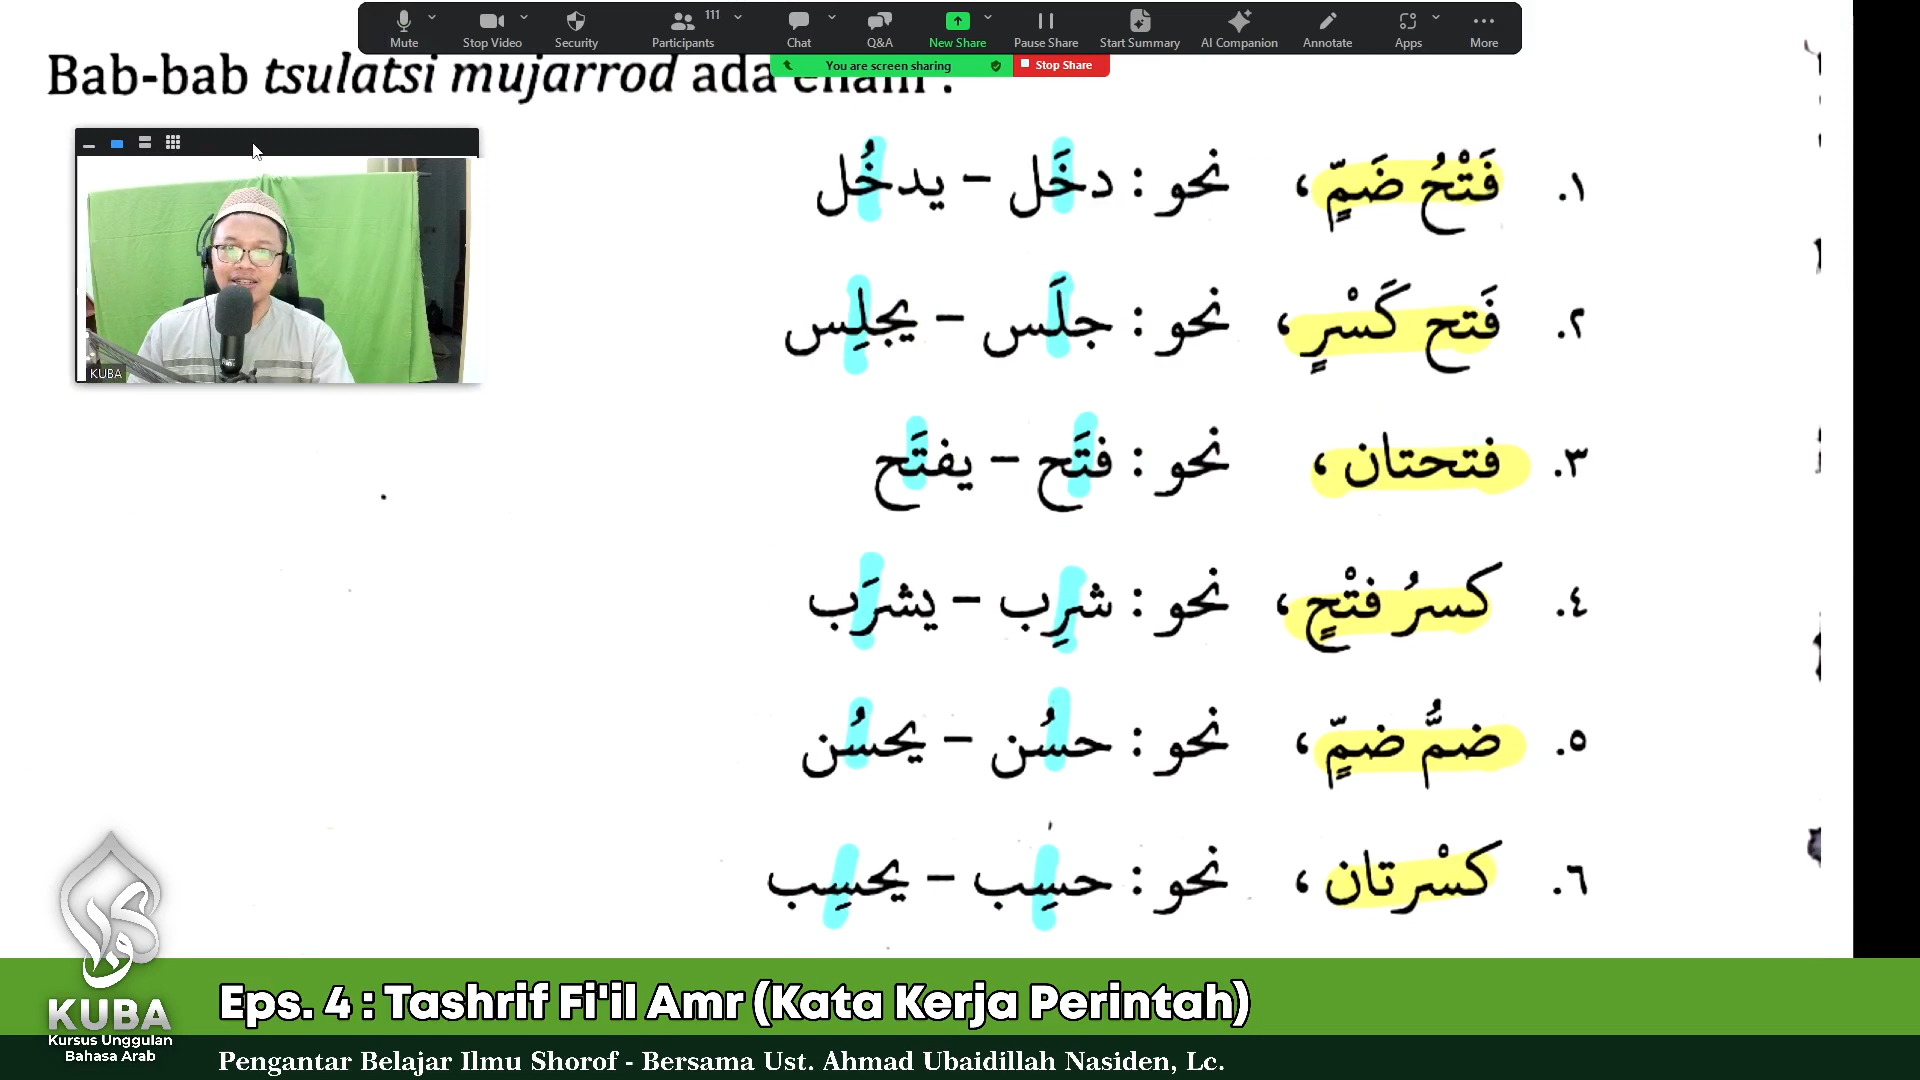 Mute
Stop Video
Security
Participants 111
Chat
Q&A
New Share
Pause Share
Start Summary
AI Companion
Annotate
Apps
More
You are screen sharing
Stop Share
Bab-bab tsulatsi mujarrod ada enam :
١. فَتْحُ ضَمٍّ ، نحو : دخَل – يدخُل
٢. فَتح كَسْرٍ ، نحو : جلَس – يجلِس
٣. فتحتان ، نحو : فتَح – يفتَح
٤. كسرُ فتْحٍ ، نحو : شرِب – يشرَب
٥. ضمُّ ضمٍّ ، نحو : حسُن – يحسُن
٦. كسْرتان ، نحو : حسِب – يحسِب
KUBA
KUBA
Kursus Unggulan
Bahasa Arab
Eps. 4 : Tashrif Fi'il Amr (Kata Kerja Perintah)
Pengantar Belajar Ilmu Shorof - Bersama Ust. Ahmad Ubaidillah Nasiden, Lc.